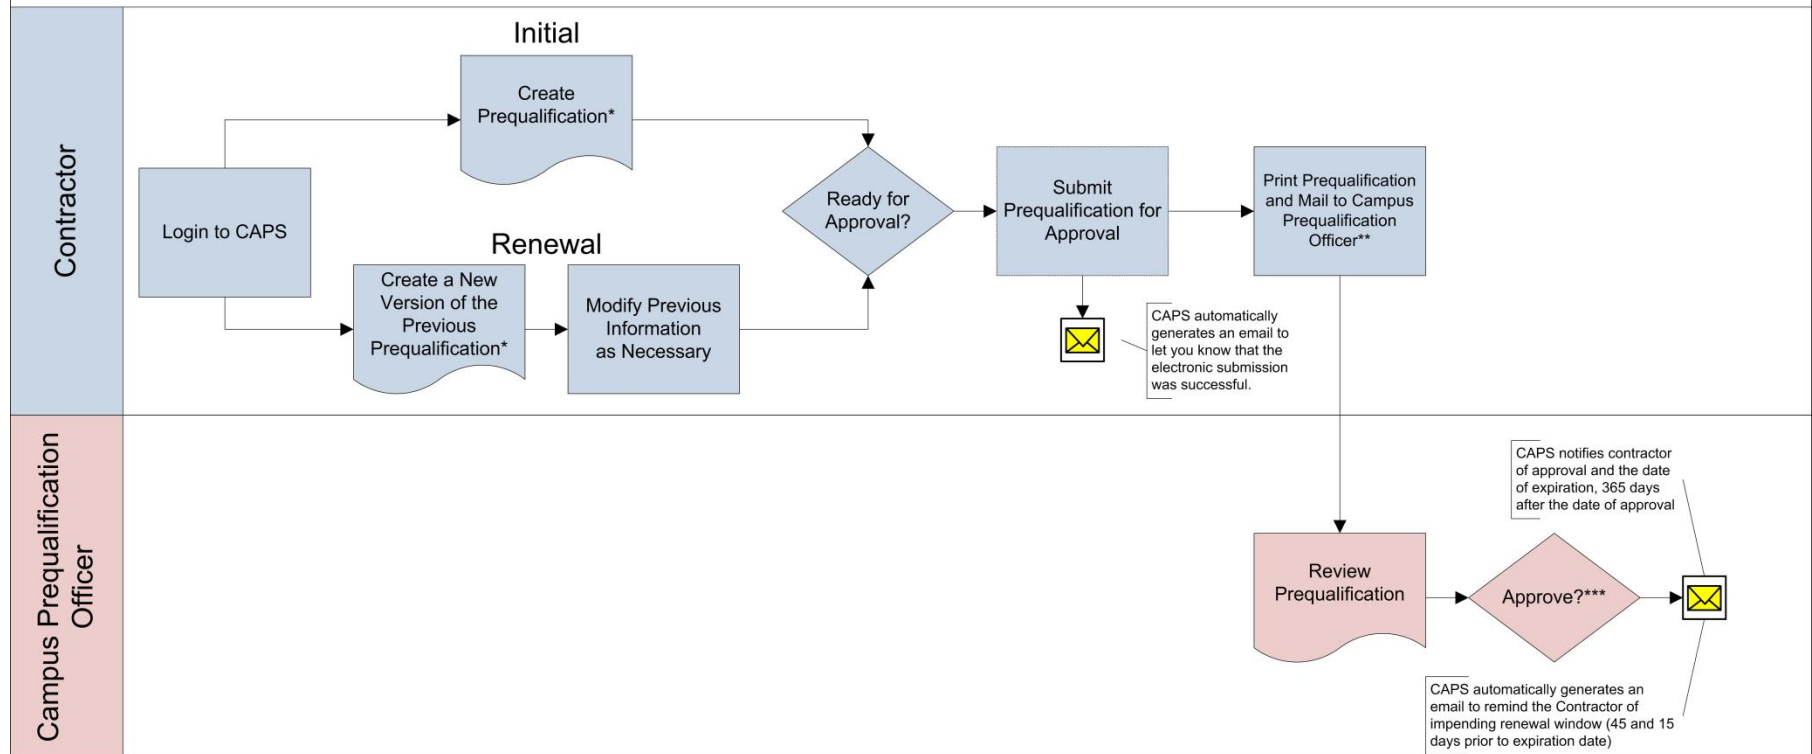 Contractor
Initial
Create
Prequalification*
Login to CAPS
Renewal
Create a New
Version of the
Previous
Prequalification*
Modify Previous
Information
as Necessary
Ready for
Approval?
Submit
Prequalification for
Approval
Print Prequalification
and Mail to Campus
Prequalification
Officer**
CAPS automatically
generates an email to
let you know that the
electronic submission
was successful.
Campus Prequalification
Officer
Review
Prequalification
Approve?***
CAPS notifies contractor
of approval and the date
of expiration, 365 days
after the date of approval
CAPS automatically generates an
email to remind the Contractor of
impending renewal window (45 and 15
days prior to expiration date)